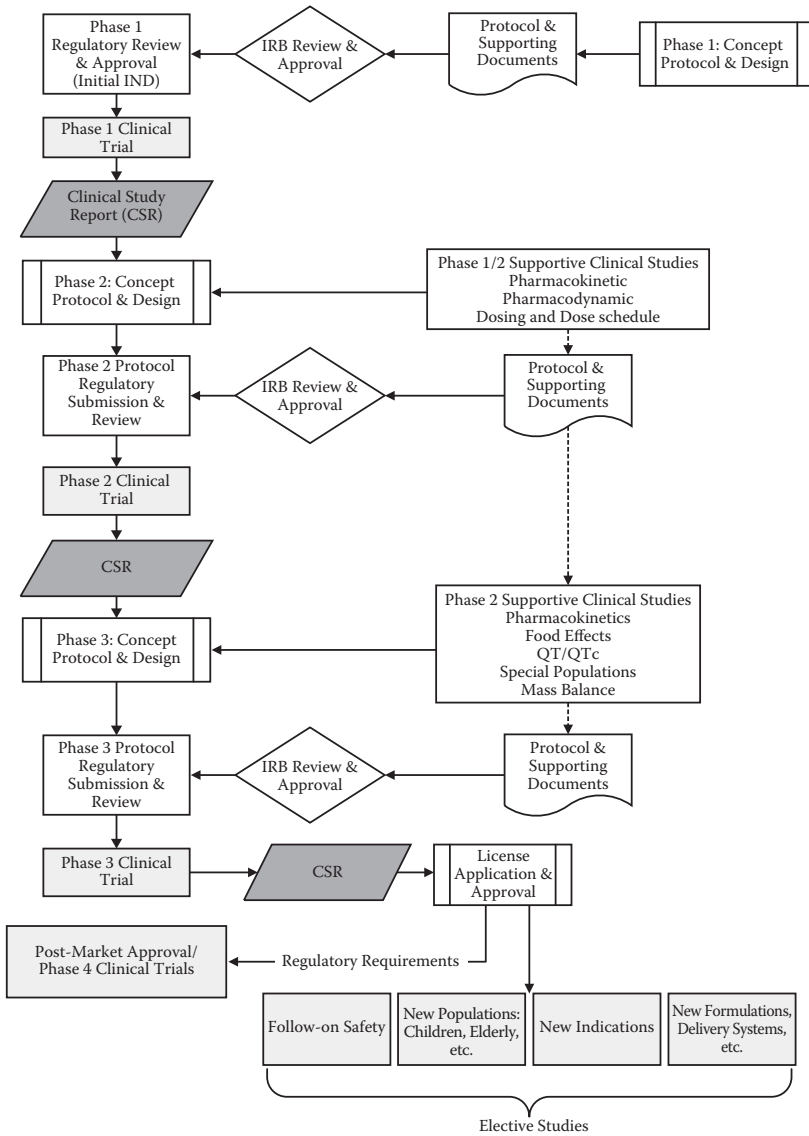 Phase 1
Regulatory Review
& Approval
(Initial IND)
IRB Review &
Approval
Protocol &
Supporting
Documents
Phase 1: Concept
Protocol & Design
Phase 1 Clinical
Trial
Clinical Study
Report (CSR)
Phase 2: Concept
Protocol & Design
Phase 1/2 Supportive Clinical Studies
Pharmacokinetic
Pharmacodynamic
Dosing and Dose schedule
Phase 2 Protocol
Regulatory
Submission &
Review
IRB Review &
Approval
Protocol &
Supporting
Documents
Phase 2 Clinical
Trial
CSR
Phase 3: Concept
Protocol & Design
Phase 2 Supportive Clinical Studies
Pharmacokinetics
Food Effects
QT/QTc
Special Populations
Mass Balance
Phase 3 Protocol
Regulatory
Submission &
Review
IRB Review &
Approval
Protocol &
Supporting
Documents
Phase 3 Clinical
Trial
CSR
License
Application &
Approval
Post-Market Approval/
Phase 4 Clinical Trials
Regulatory Requirements
Follow-on Safety
New Populations:
Children, Elderly,
etc.
New Indications
New Formulations,
Delivery Systems,
etc.
Elective Studies